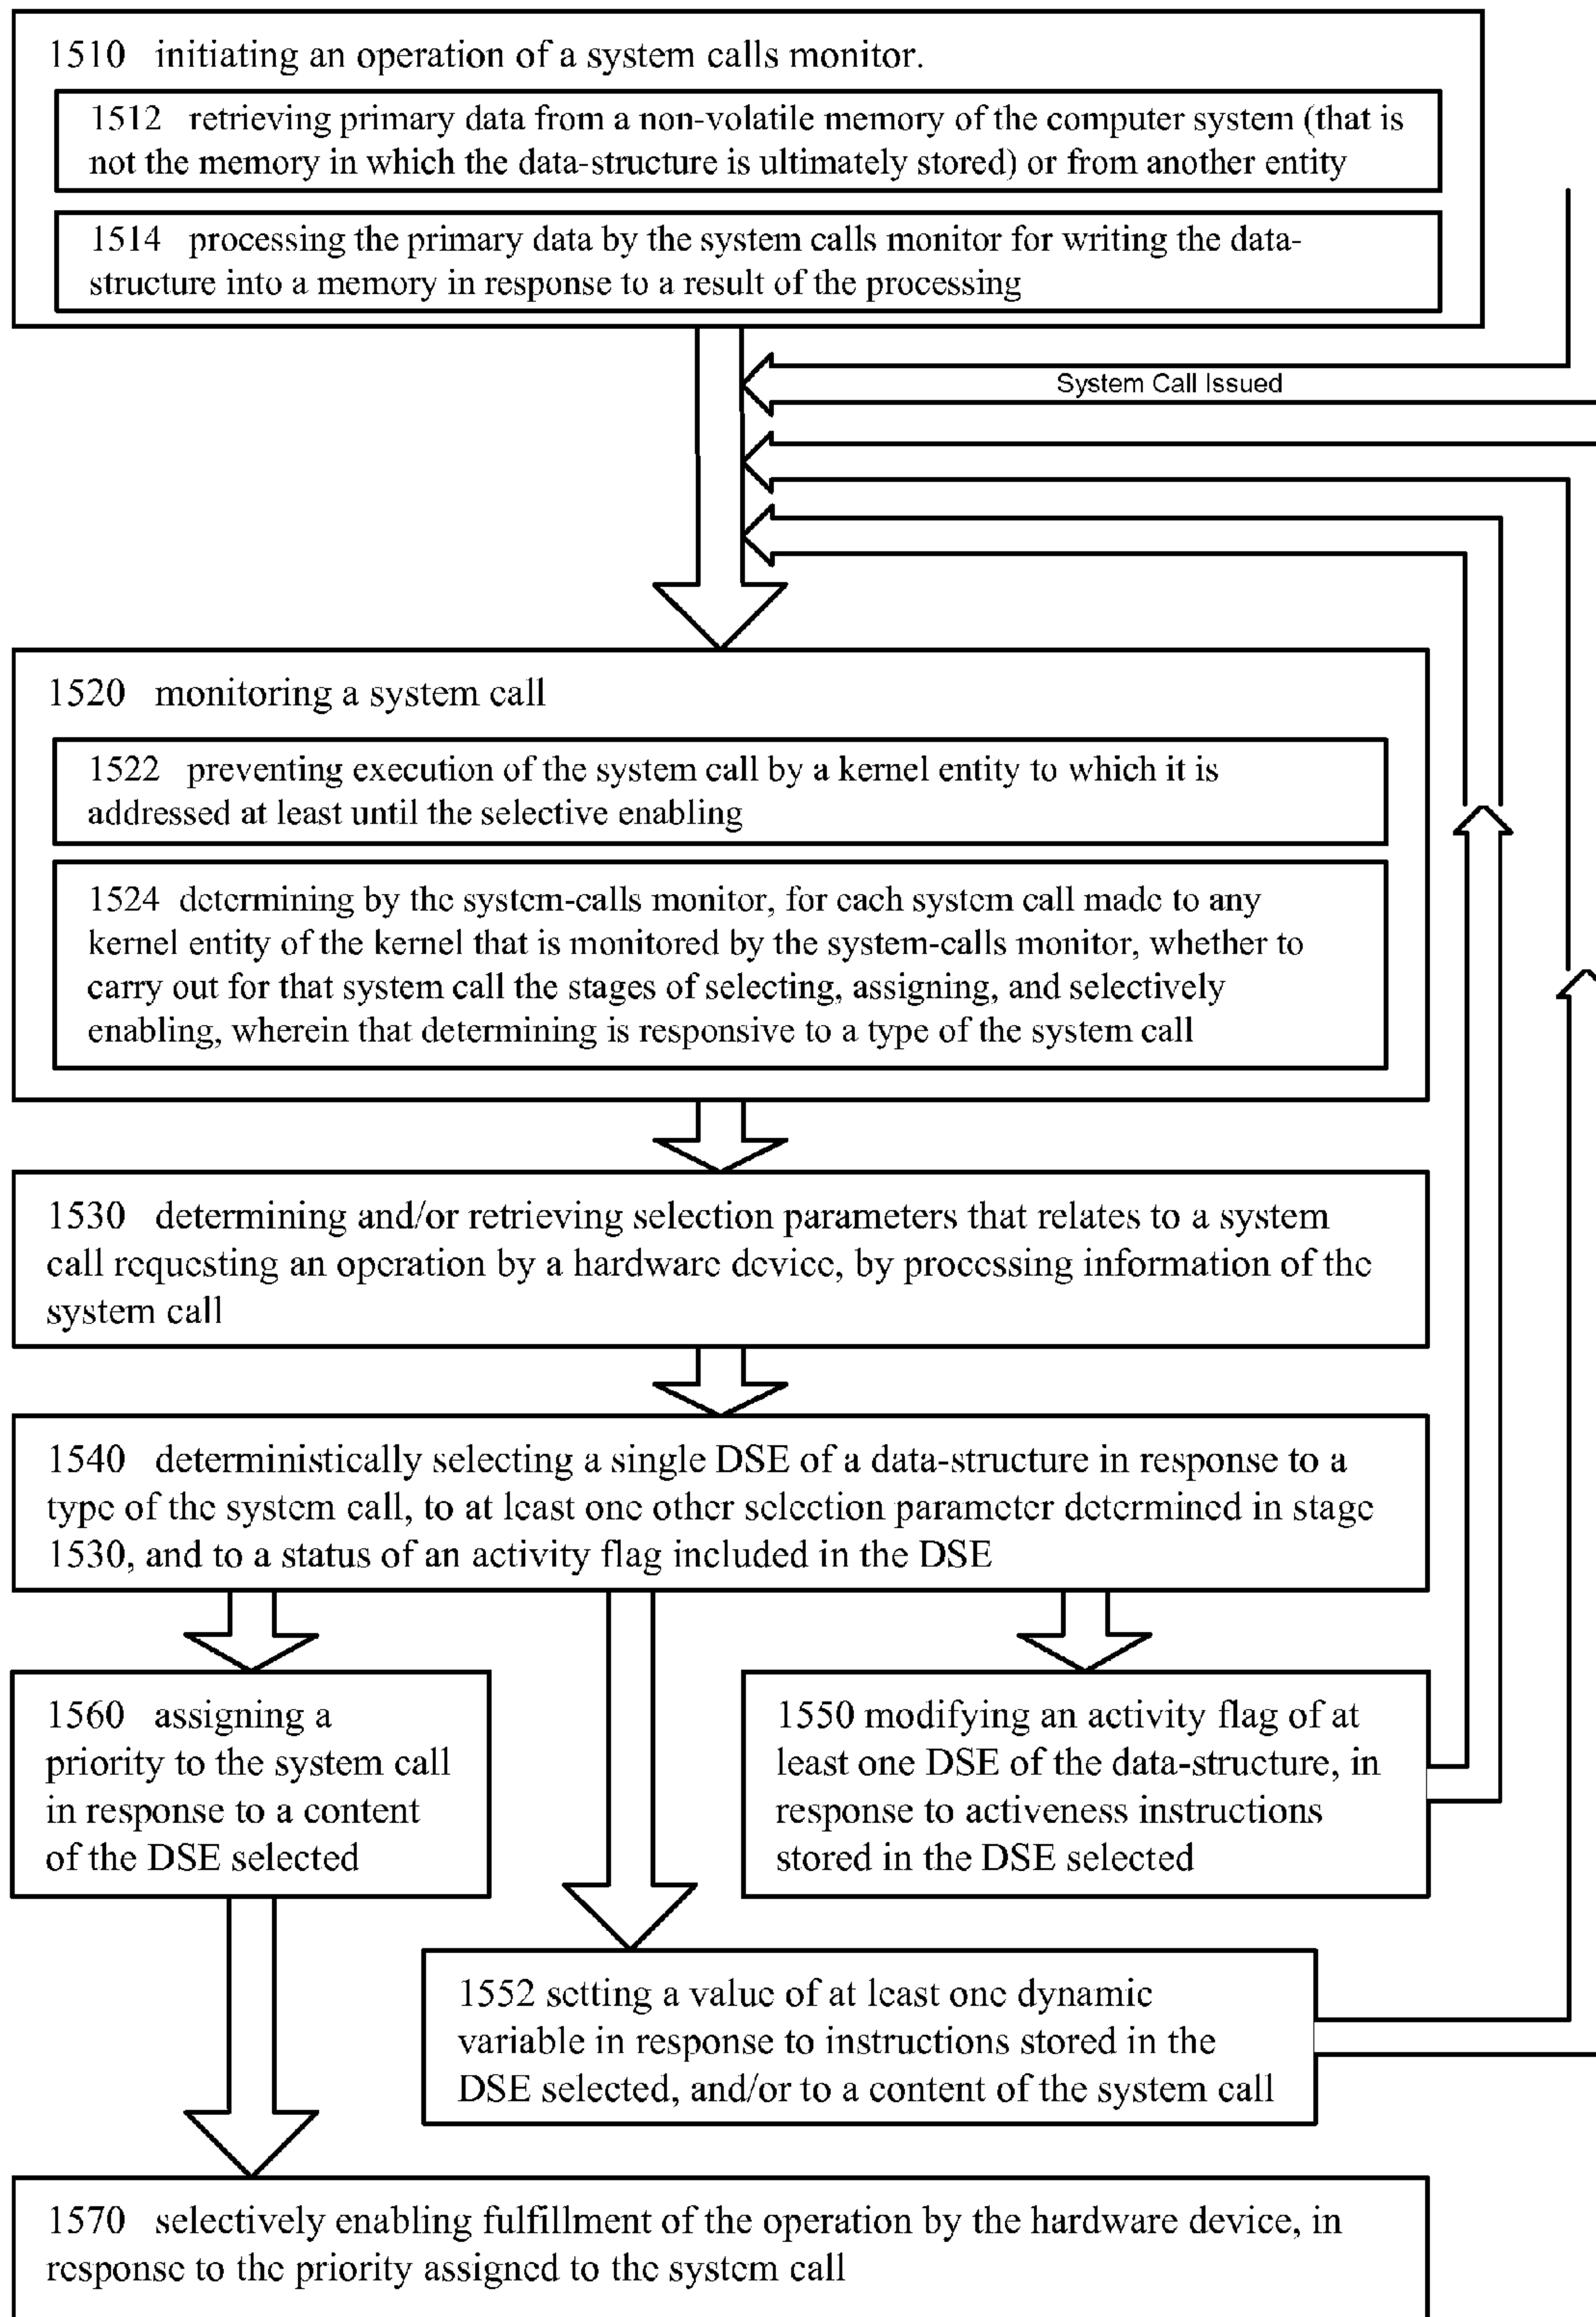 1510 initiating an operation of a system calls monitor.
1512 retrieving primary data from a non-volatile memory of the computer system (that is
not the memory in which the data-structure is ultimately stored) or from another entity
1514 processing the primary data by the system calls monitor for writing the data-
structure into a memory in response to a result of the processing
System Call Issued
1520 monitoring a system call
1522 preventing execution of the system call by a kernel entity to which it is
addressed at least until the selective enabling
1524 determining by the system-calls monitor, for each system call made to any
kernel entity of the kernel that is monitored by the system-calls monitor, whether to
carry out for that system call the stages of selecting, assigning, and selectively
enabling, wherein that determining is responsive to a type of the system call
1530 determining and/or retrieving selection parameters that relates to a system
call requesting an operation by a hardware device, by processing information of the
system call
1540 deterministically selecting a single DSE of a data-structure in response to a
type of the system call, to at least one other selection parameter determined in stage
1530, and to a status of an activity flag included in the DSE
1560 assigning a
priority to the system call
in response to a content
of the DSE selected
1550 modifying an activity flag of at
least one DSE of the data-structure, in
response to activeness instructions
stored in the DSE selected
1552 setting a value of at least one dynamic
variable in response to instructions stored in the
DSE selected, and/or to a content of the system call
1570 selectively enabling fulfillment of the operation by the hardware device, in
response to the priority assigned to the system call